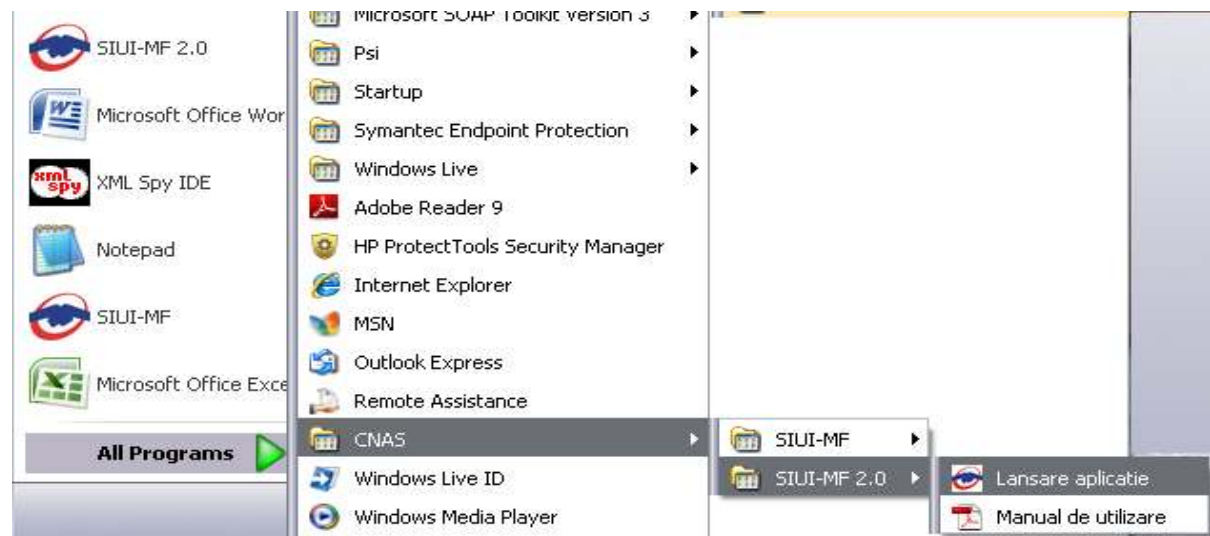 SIUI-MF 2.0
Microsoft Office Wor
xml spy
XML Spy IDE
Notepad
SIUI-MF
Microsoft Office Exce
All Programs
Microsoft SOAP Toolkit Version 3
Psi
Startup
Symantec Endpoint Protection
Windows Live
Adobe Reader 9
HP ProtectTools Security Manager
Internet Explorer
MSN
Outlook Express
Remote Assistance
CNAS
Windows Live ID
Windows Media Player
SIUI-MF
SIUI-MF 2.0
Lansare aplicatie
Manual de utilizare